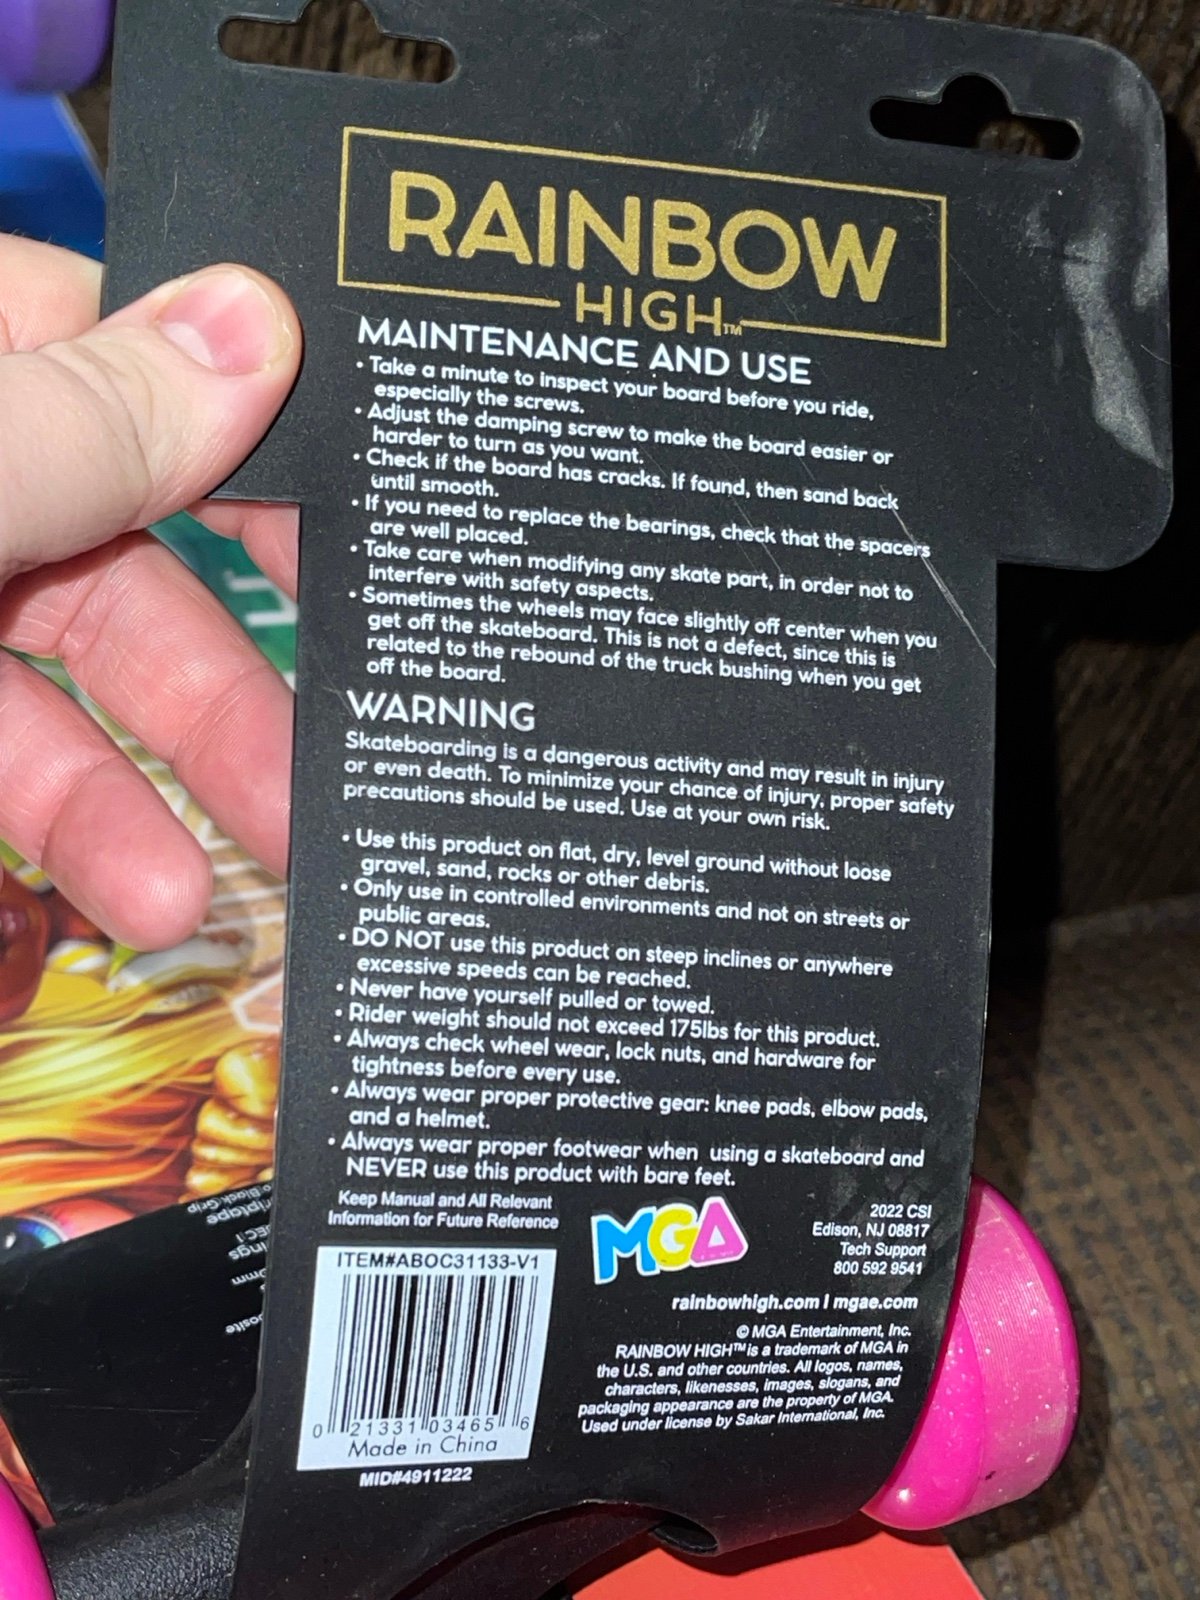 RAINBOW
HIGH™
MAINTENANCE AND USE
• Take a minute to inspect your board before you ride,
especially the screws.
• Adjust the damping screw to make the board easier or
harder to turn as you want.
• Check if the board has cracks. If found, then sand back
until smooth.
• If you need to replace the bearings, check that the spacers
are well placed.
• Take care when modifying any skate part, in order not to
interfere with safety aspects.
• Sometimes the wheels may face slightly off center when you
get off the skateboard. This is not a defect, since this is
related to the rebound of the truck bushing when you get
off the board.
WARNING
Skateboarding is a dangerous activity and may result in injury
or even death. To minimize your chance of injury, proper safety
precautions should be used. Use at your own risk.
• Use this product on flat, dry, level ground without loose
gravel, sand, rocks or other debris.
• Only use in controlled environments and not on streets or
public areas.
• DO NOT use this product on steep inclines or anywhere
excessive speeds can be reached.
• Never have yourself pulled or towed.
• Rider weight should not exceed 175lbs for this product.
• Always check wheel wear, lock nuts, and hardware for
tightness before every use.
• Always wear proper protective gear: knee pads, elbow pads,
and a helmet.
• Always wear proper footwear when using a skateboard and
NEVER use this product with bare feet.
Keep Manual and All Relevant
Information for Future Reference
ITEM#ABOC31133-V1
0 21331 03465 6
Made in China
MID#4911222
MGA
2022 CSI
Edison, NJ 08817
Tech Support
800 592 9541
rainbowhigh.com I mgae.com
© MGA Entertainment, Inc.
RAINBOW HIGH™ is a trademark of MGA in
the U.S. and other countries. All logos, names,
characters, likenesses, images, slogans, and
packaging appearance are the property of MGA.
Used under license by Sakar International, Inc.
Black Grip